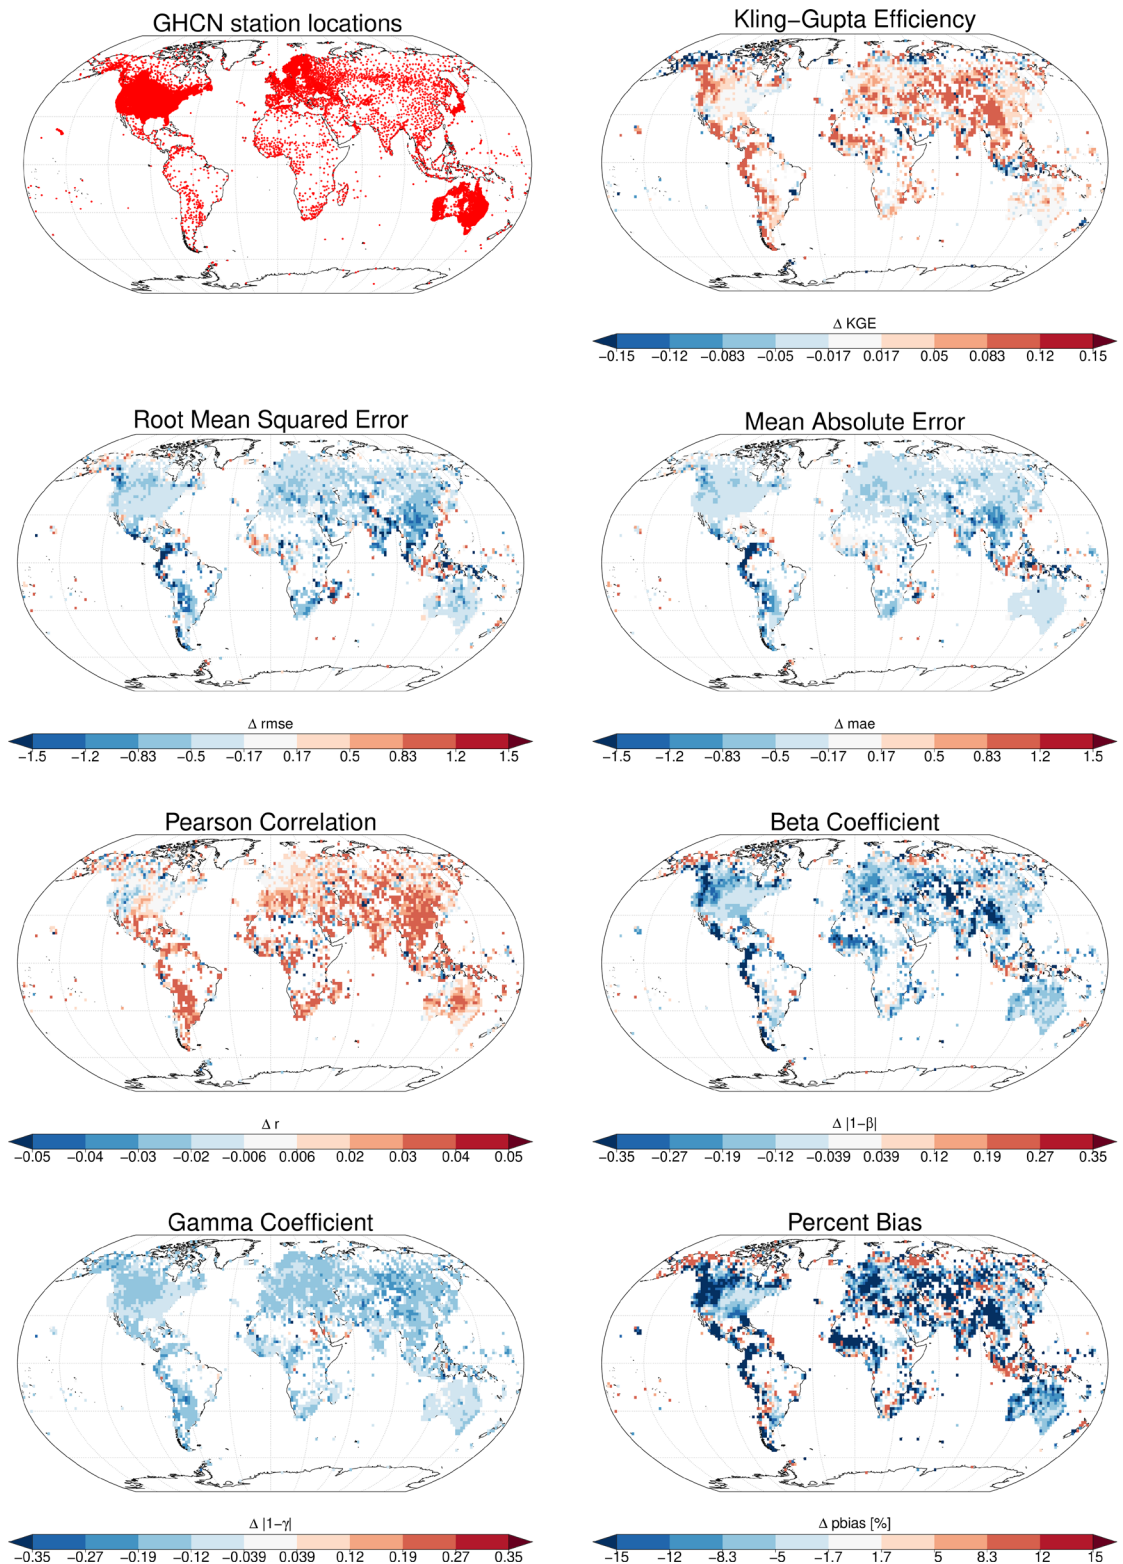 GHCN station locations
Kling−Gupta Efficiency
Δ KGE
−0.15 −0.12 −0.083 −0.05 −0.017 0.017 0.05 0.083 0.12 0.15
Root Mean Squared Error
Mean Absolute Error
Δ rmse
−1.5 −1.2 −0.83 −0.5 −0.17 0.17 0.5 0.83 1.2 1.5
Δ mae
−1.5 −1.2 −0.83 −0.5 −0.17 0.17 0.5 0.83 1.2 1.5
Pearson Correlation
Beta Coefficient
Δ r
−0.05 −0.04 −0.03 −0.02 −0.006 0.006 0.02 0.03 0.04 0.05
Δ |1−β|
−0.35 −0.27 −0.19 −0.12 −0.039 0.039 0.12 0.19 0.27 0.35
Gamma Coefficient
Percent Bias
Δ |1−γ|
−0.35 −0.27 −0.19 −0.12 −0.039 0.039 0.12 0.19 0.27 0.35
Δ pbias [%]
−15 −12 −8.3 −5 −1.7 1.7 5 8.3 12 15